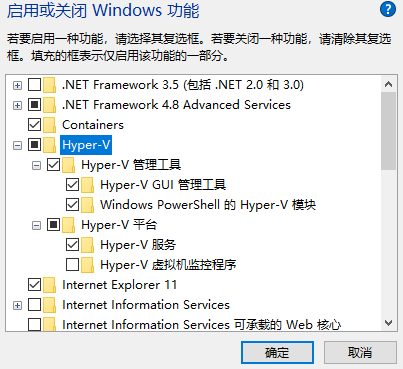 启用或关闭 Windows 功能
若要启用一种功能，请选择其复选框。若要关闭一种功能，请清除其复选
框。填充的框表示仅启用该功能的一部分。
.NET Framework 3.5 (包括 .NET 2.0 和 3.0)
.NET Framework 4.8 Advanced Services
Containers
Hyper-V
Hyper-V 管理工具
Hyper-V GUI 管理工具
Windows PowerShell 的 Hyper-V 模块
Hyper-V 平台
Hyper-V 服务
Hyper-V 虚拟机监控程序
Internet Explorer 11
Internet Information Services
Internet Information Services 可承载的 Web 核心
确定 取消